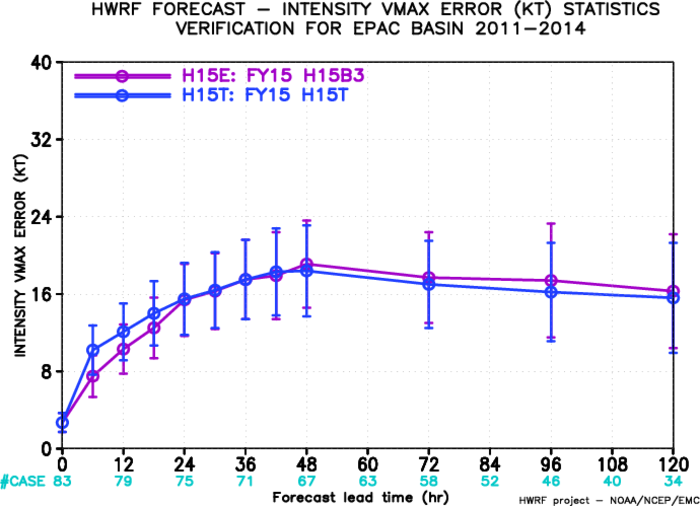 HWRF FORECAST – INTENSITY VMAX ERROR (KT) STATISTICS
VERIFICATION FOR EPAC BASIN 2011–2014
H15E: FY15 H15B3
H15T: FY15 H15T
INTENSITY VMAX ERROR (KT)
40
32
24
16
8
0
0 12 24 36 48 60 72 84 96 108 120
#CASE 83 79 75 71 67 63 58 52 46 40 34
Forecast lead time (hr)
HWRF project – NOAA/NCEP/EMC